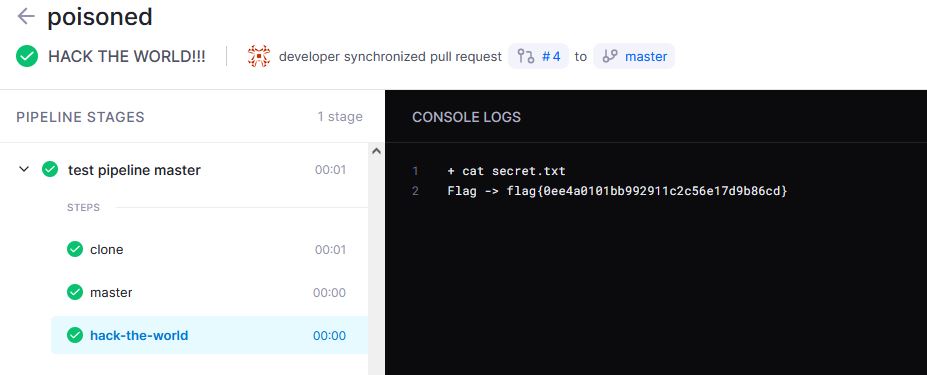 poisoned
HACK THE WORLD!!! developer synchronized pull request #4 to master
PIPELINE STAGES 1 stage
test pipeline master 00:01
STEPS
clone 00:01
master 00:00
hack-the-world 00:00
CONSOLE LOGS
1 + cat secret.txt
2 Flag -> flag{0ee4a0101bb992911c2c56e17d9b86cd}